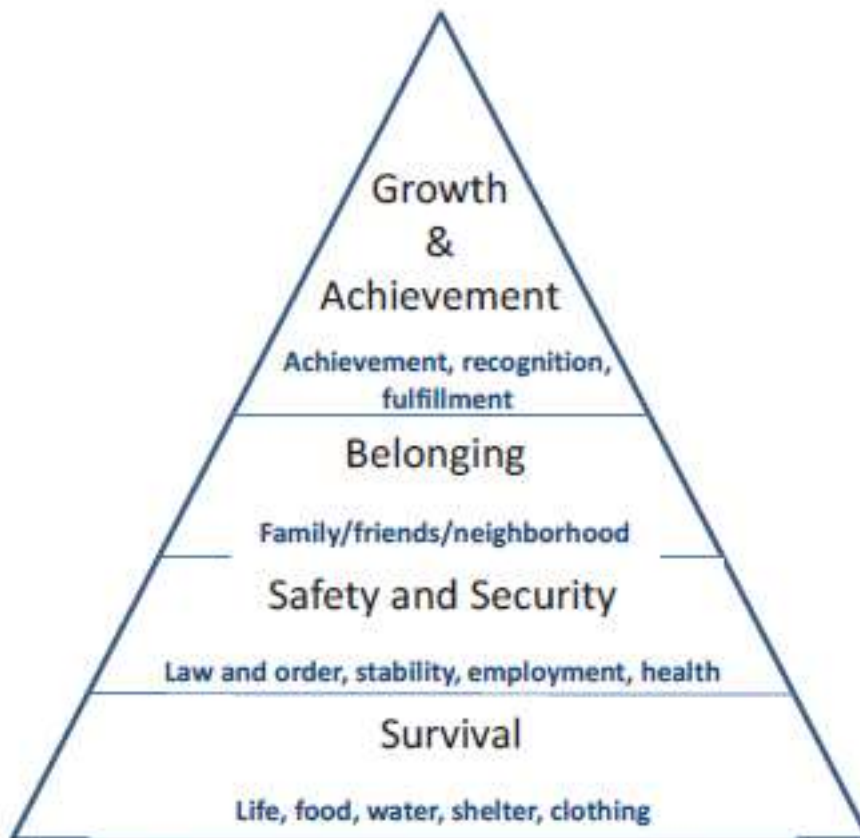 Growth
&
Achievement
Achievement, recognition,
fulfillment
Belonging
Family/friends/neighborhood
Safety and Security
Law and order, stability, employment, health
Survival
Life, food, water, shelter, clothing